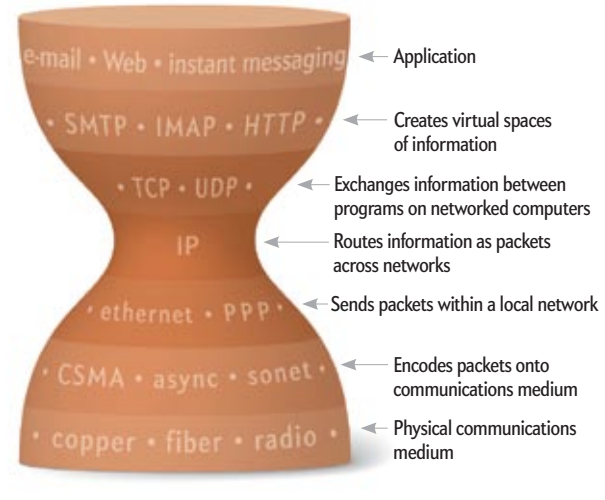 e-mail • Web • instant messaging
Application
• SMTP • IMAP • HTTP •
Creates virtual spaces
of information
• TCP • UDP •
Exchanges information between
programs on networked computers
IP
Routes information as packets
across networks
• ethernet • PPP •
Sends packets within a local network
• CSMA • async • sonet •
Encodes packets onto
communications medium
• copper • fiber • radio •
Physical communications
medium